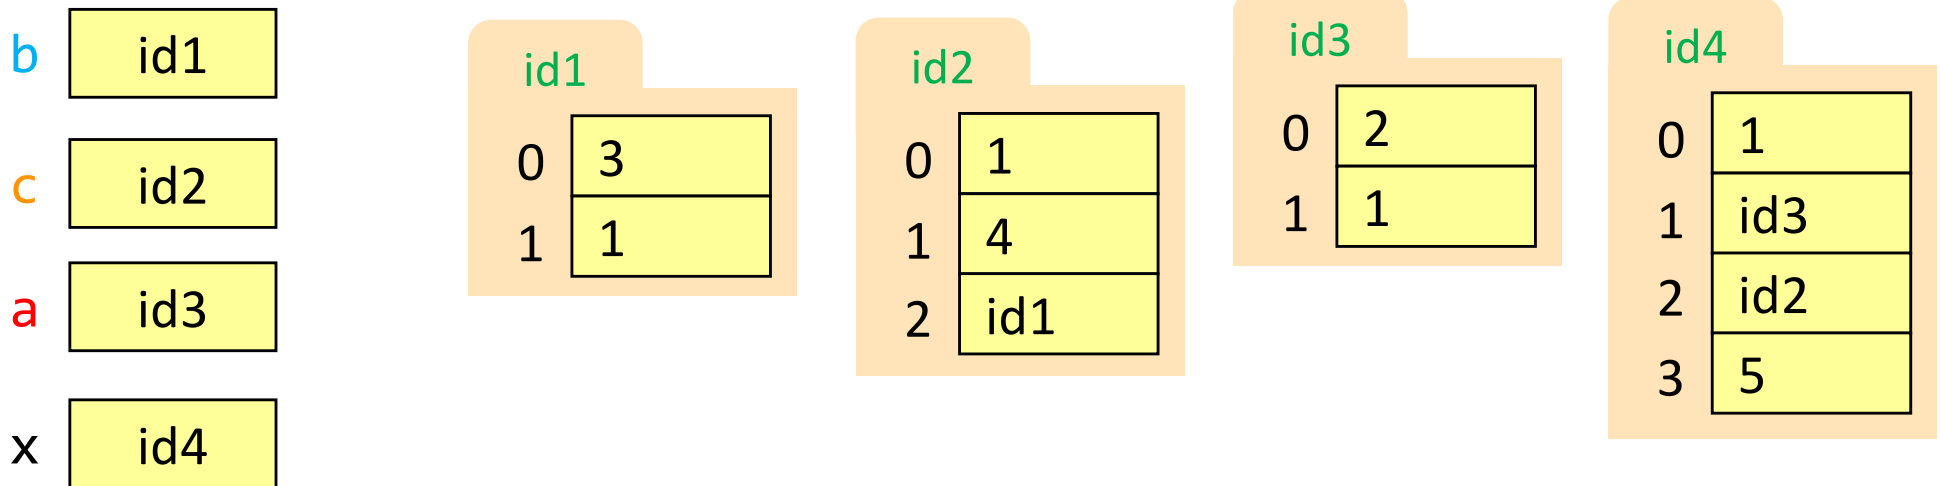 b id1
c id2
a id3
x id4
id1
0 3
1 1
id2
0 1
1 4
2 id1
id3
0 2
1 1
id4
0 1
1 id3
2 id2
3 5